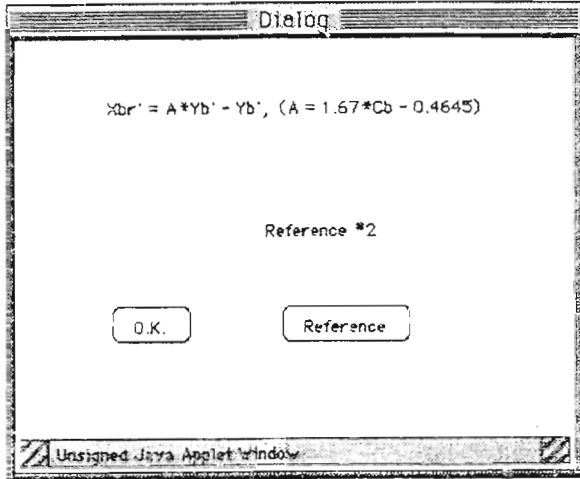 Dialog
Xbr' = A*Yb' - Yb', (A = 1.67*Cb - 0.4645)
Reference *2
O.K.
Reference
Unsigned Java Applet Window